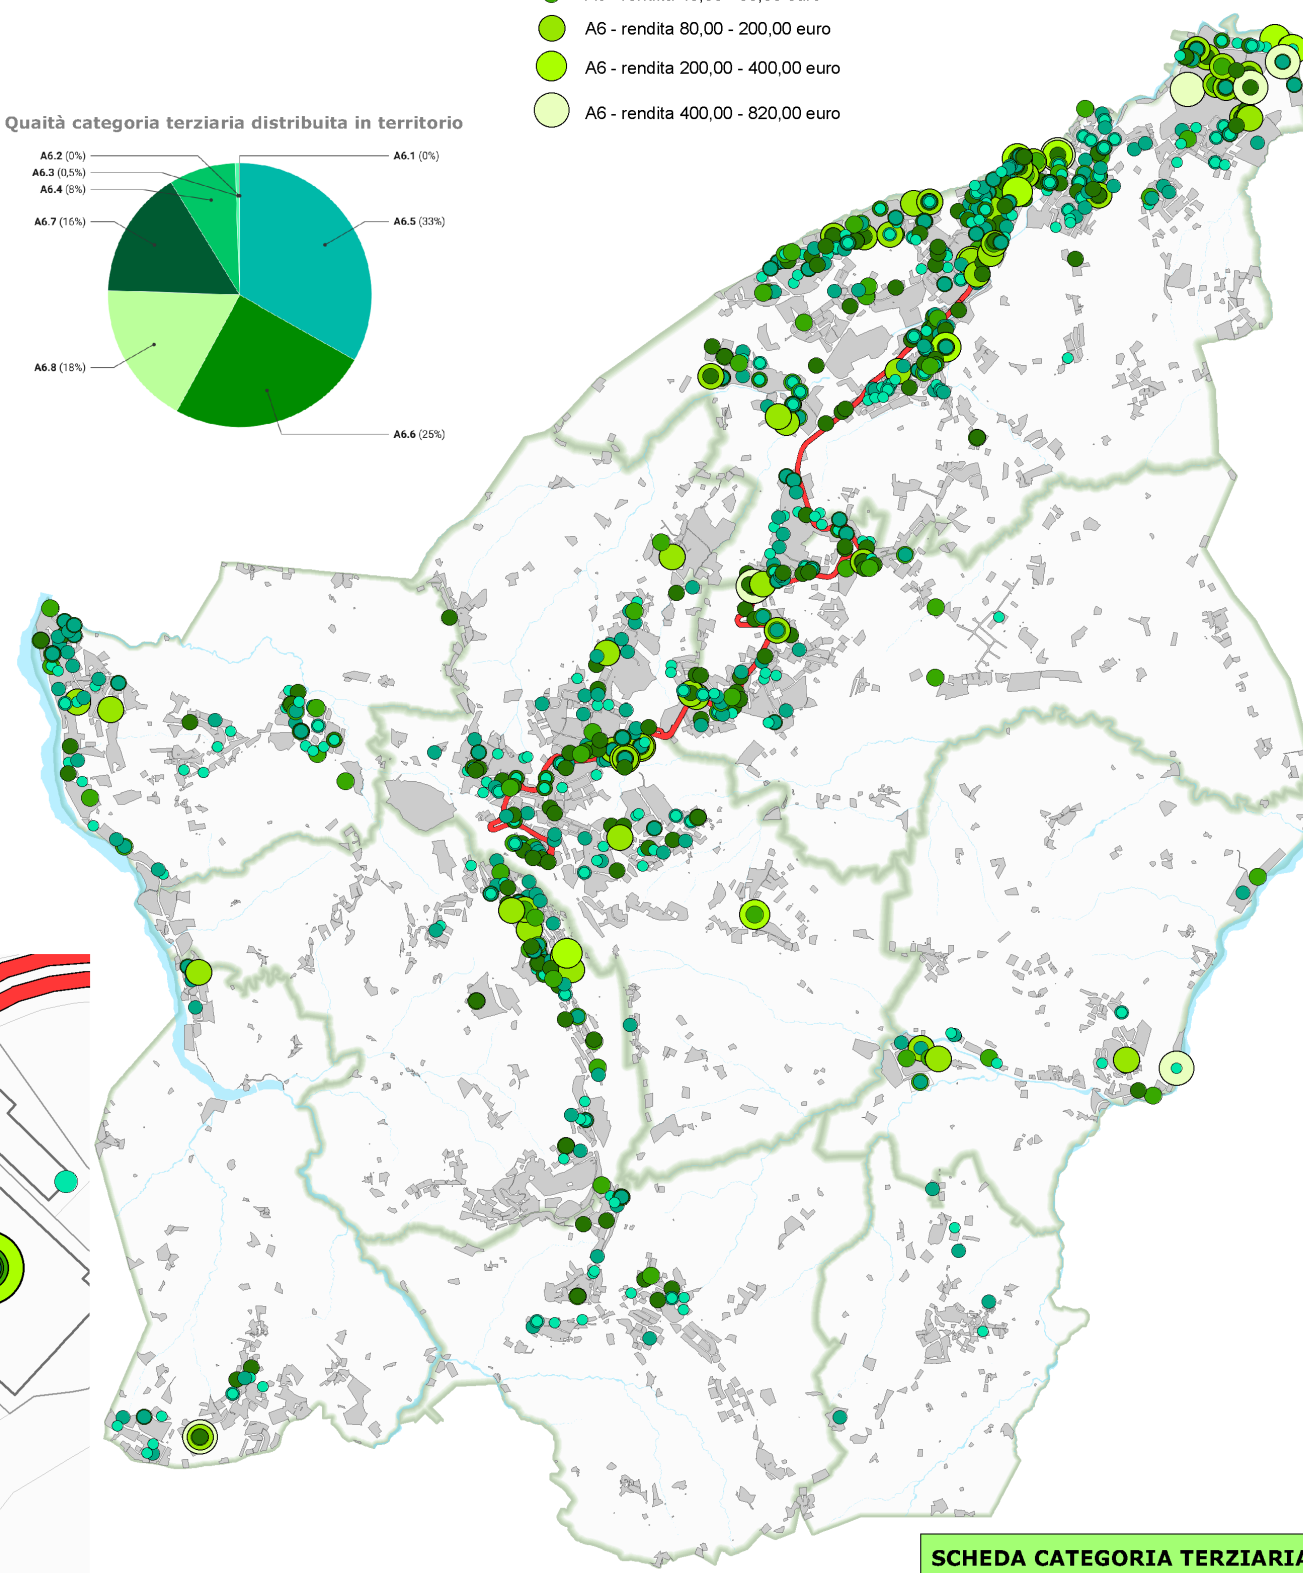 A6 - rendita 80,00 - 200,00 euro
A6 - rendita 200,00 - 400,00 euro
A6 - rendita 400,00 - 820,00 euro
Quaità categoria terziaria distribuita in territorio
A6.2 (0%)
A6.1 (0%)
A6.3 (0,5%)
A6.4 (8%)
A6.7 (16%)
A6.5 (33%)
A6.8 (18%)
A6.6 (25%)
SCHEDA CATEGORIA TERZIARIA